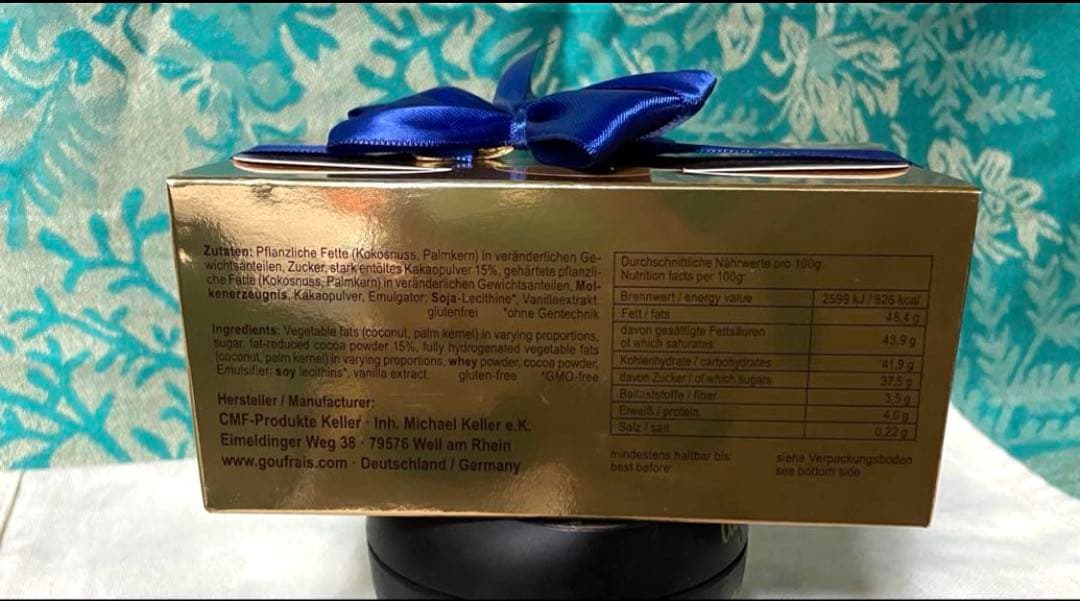 Zutaten: Pflanzliche Fette (Kokosnuss, Palmkern) in veränderlichen Ge-
wichtsanteilen, Zucker, stark entöltes Kakaopulver 15%, gehärtete pflanzli-
che Fette (Kokosnuss, Palmkern) in veränderlichen Gewichtsanteilen, Mol-
kenerzeugnis, Kakaopulver, Emulgator: Soja-Lecithine*, Vanilleextrakt.
glutenfrei *ohne Gentechnik
Ingredients: Vegetable fats (coconut, palm kernel) in varying proportions,
sugar, fat-reduced cocoa powder 15%, fully hydrogenated vegetable fats
(coconut, palm kernel) in varying proportions, whey powder, cocoa powder,
Emulsifier: soy lecithins*, vanilla extract. gluten-free *GMO-free
Hersteller / Manufacturer:
CMF-Produkte Keller · Inh. Michael Keller e.K.
Eimeldinger Weg 38 · 79576 Weil am Rhein
www.goufrais.com · Deutschland / Germany
Durchschnittliche Nährwerte pro 100g:
Nutrition facts per 100g:
Brennwert / energy value 2599 kJ / 626 kcal
Fett / fats 48,4 g
davon gesättigte Fettsäuren
of which saturates 43,9 g
Kohlenhydrate / carbohydrates 41,9 g
davon Zucker / of which sugars 37,5 g
Ballaststoffe / fiber 3,5 g
Eiweiß / protein 4,6 g
Salz / salt 0,22 g
mindestens haltbar bis siehe Verpackungsboden
best before: see bottom side